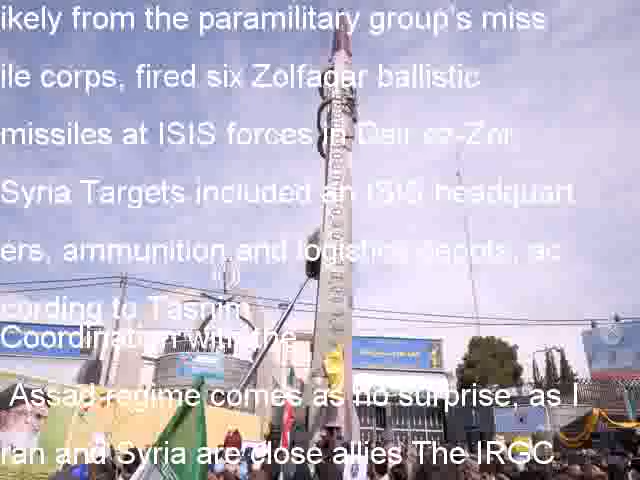 ikely from the paramilitary group's miss
ile corps, fired six Zolfaqar ballistic
missiles at ISIS forces in Deir ez-Zor
Syria Targets included an ISIS headquart
ers, ammunition and logistics depots, ac
cording to Tasnim
Coordination with the
Assad regime comes as no surprise, as I
ran and Syria are close allies The IRGC